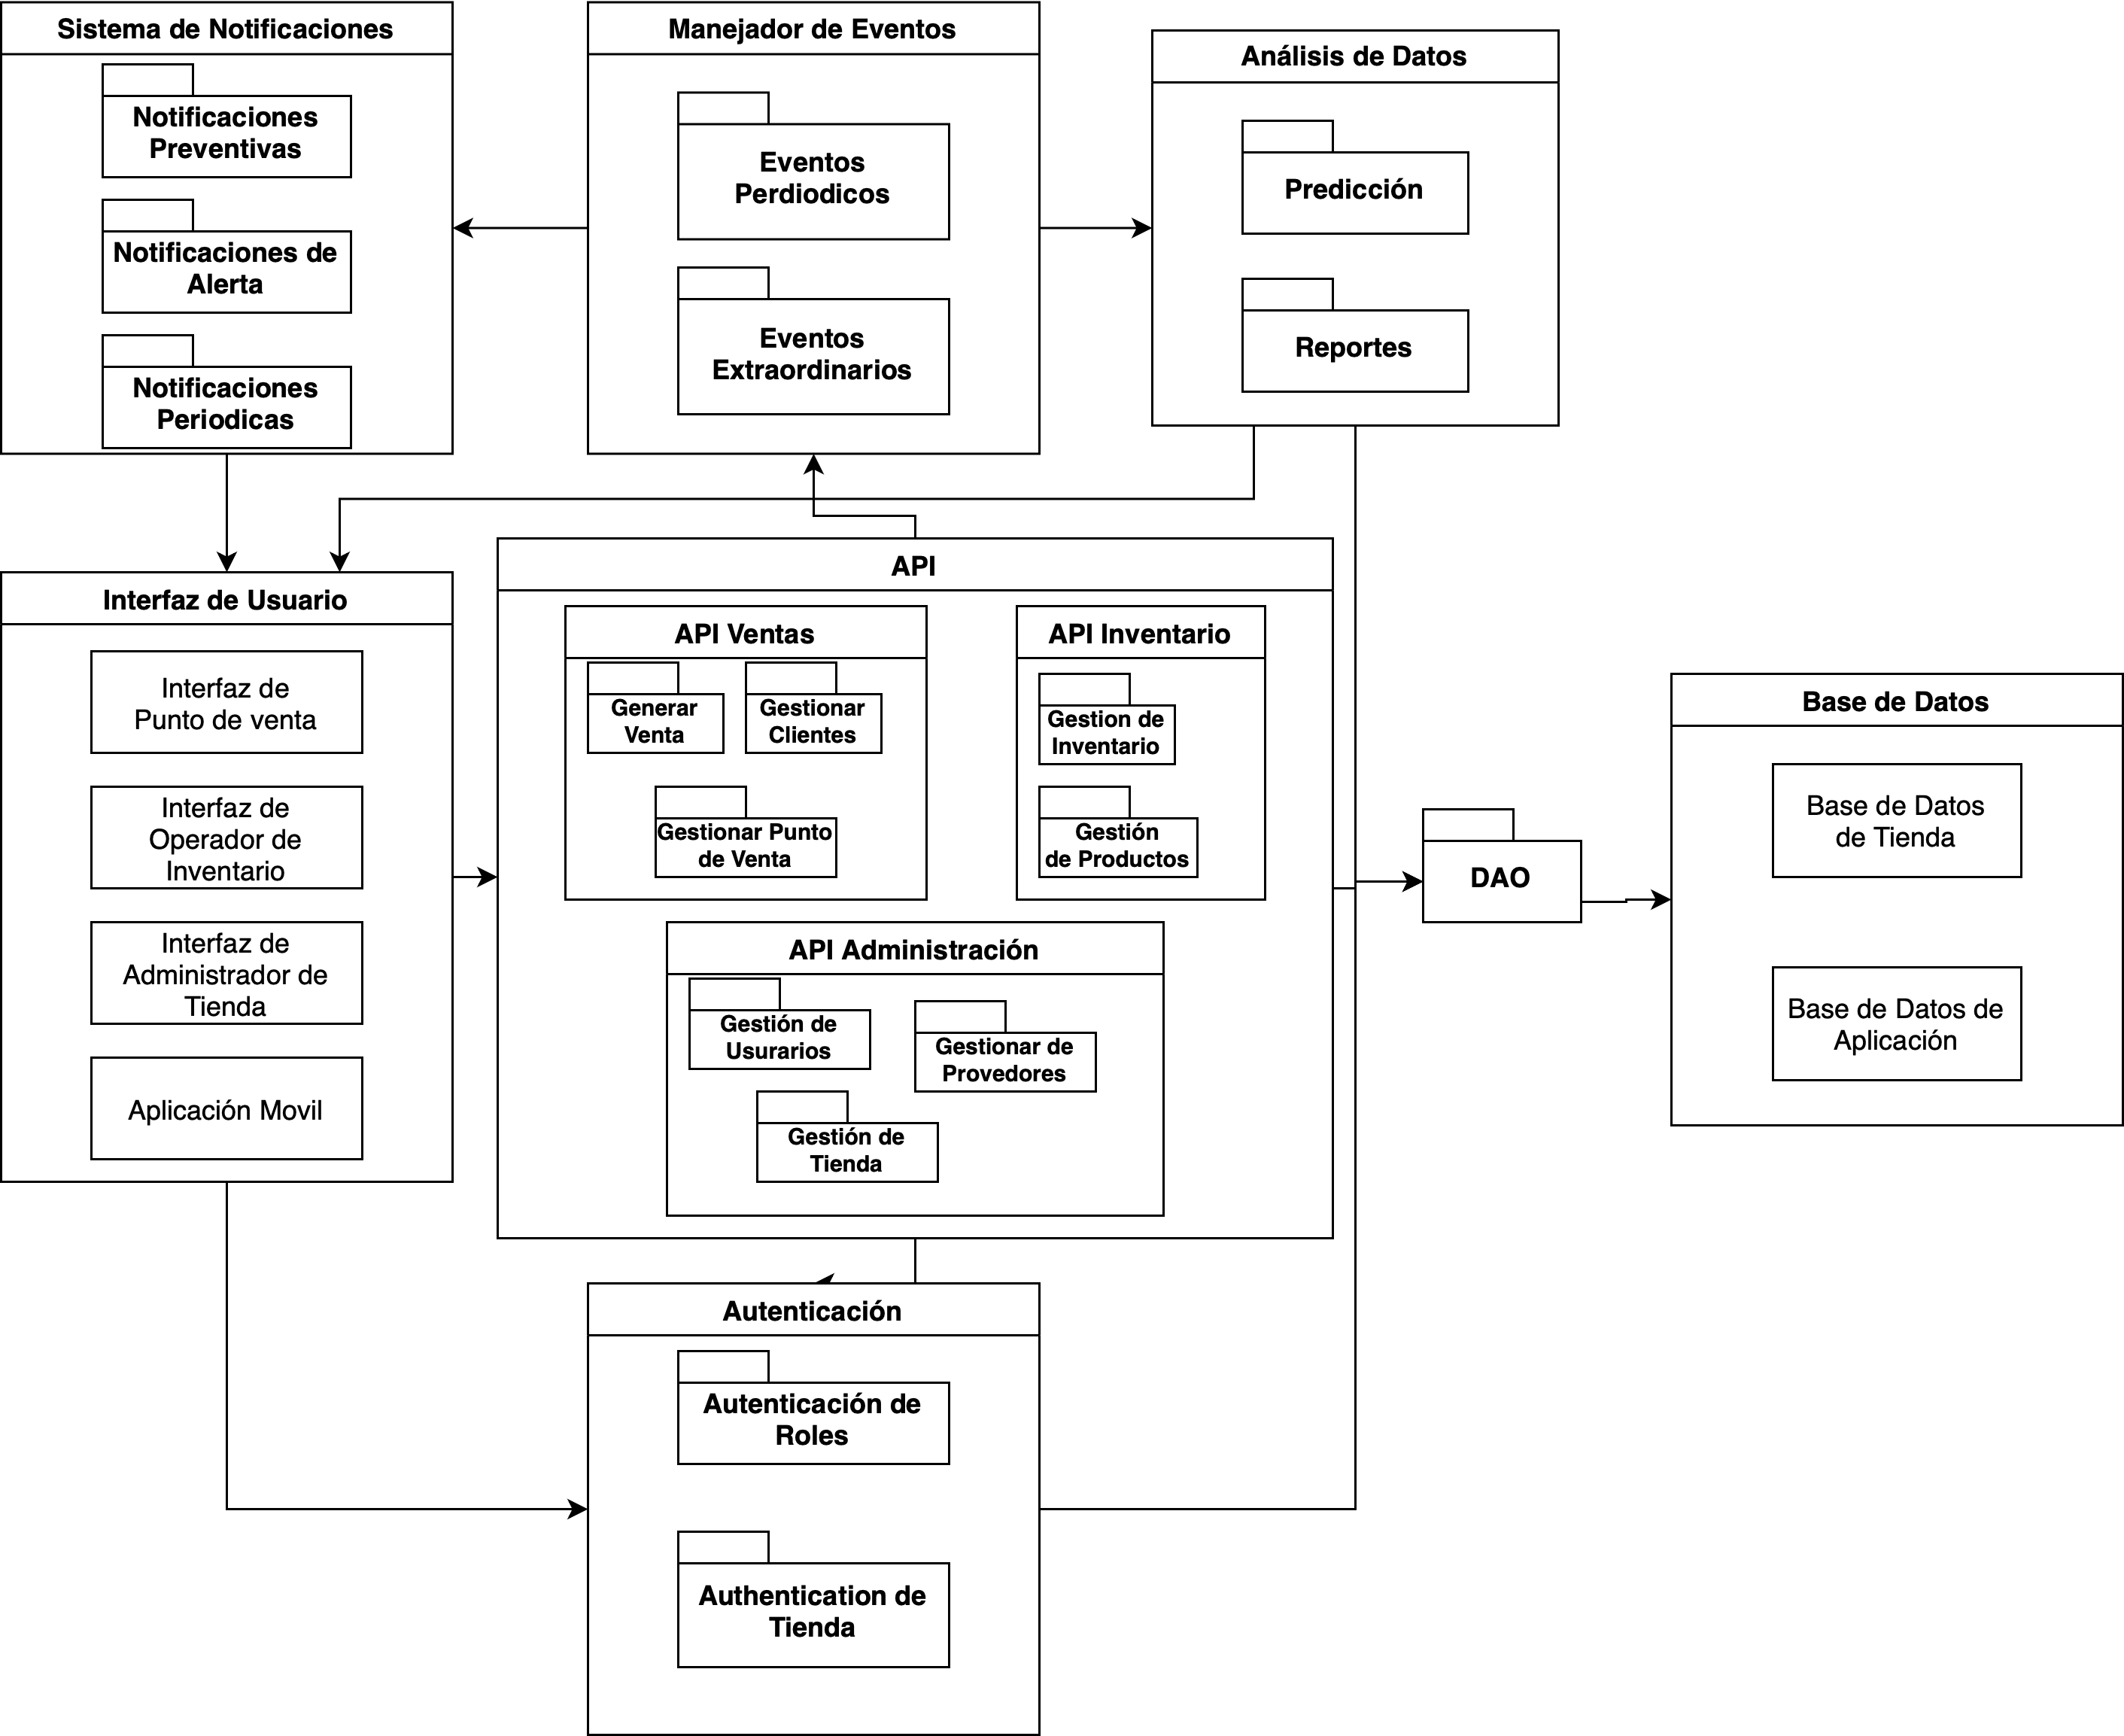 Sistema de Notificaciones
Notificaciones
Preventivas
Notificaciones de
Alerta
Notificaciones
Periodicas
Manejador de Eventos
Eventos
Perdiodicos
Eventos
Extraordinarios
Análisis de Datos
Predicción
Reportes
Interfaz de Usuario
Interfaz de
Punto de venta
Interfaz de
Operador de
Inventario
Interfaz de
Administrador de
Tienda
Aplicación Movil
API
API Ventas
Generar
Venta
Gestionar
Clientes
Gestionar Punto
de Venta
API Inventario
Gestion de
Inventario
Gestión
de Productos
API Administración
Gestión de
Usurarios
Gestionar de
Provedores
Gestión de
Tienda
DAO
Base de Datos
Base de Datos
de Tienda
Base de Datos de
Aplicación
Autenticación
Autenticación de
Roles
Authentication de
Tienda